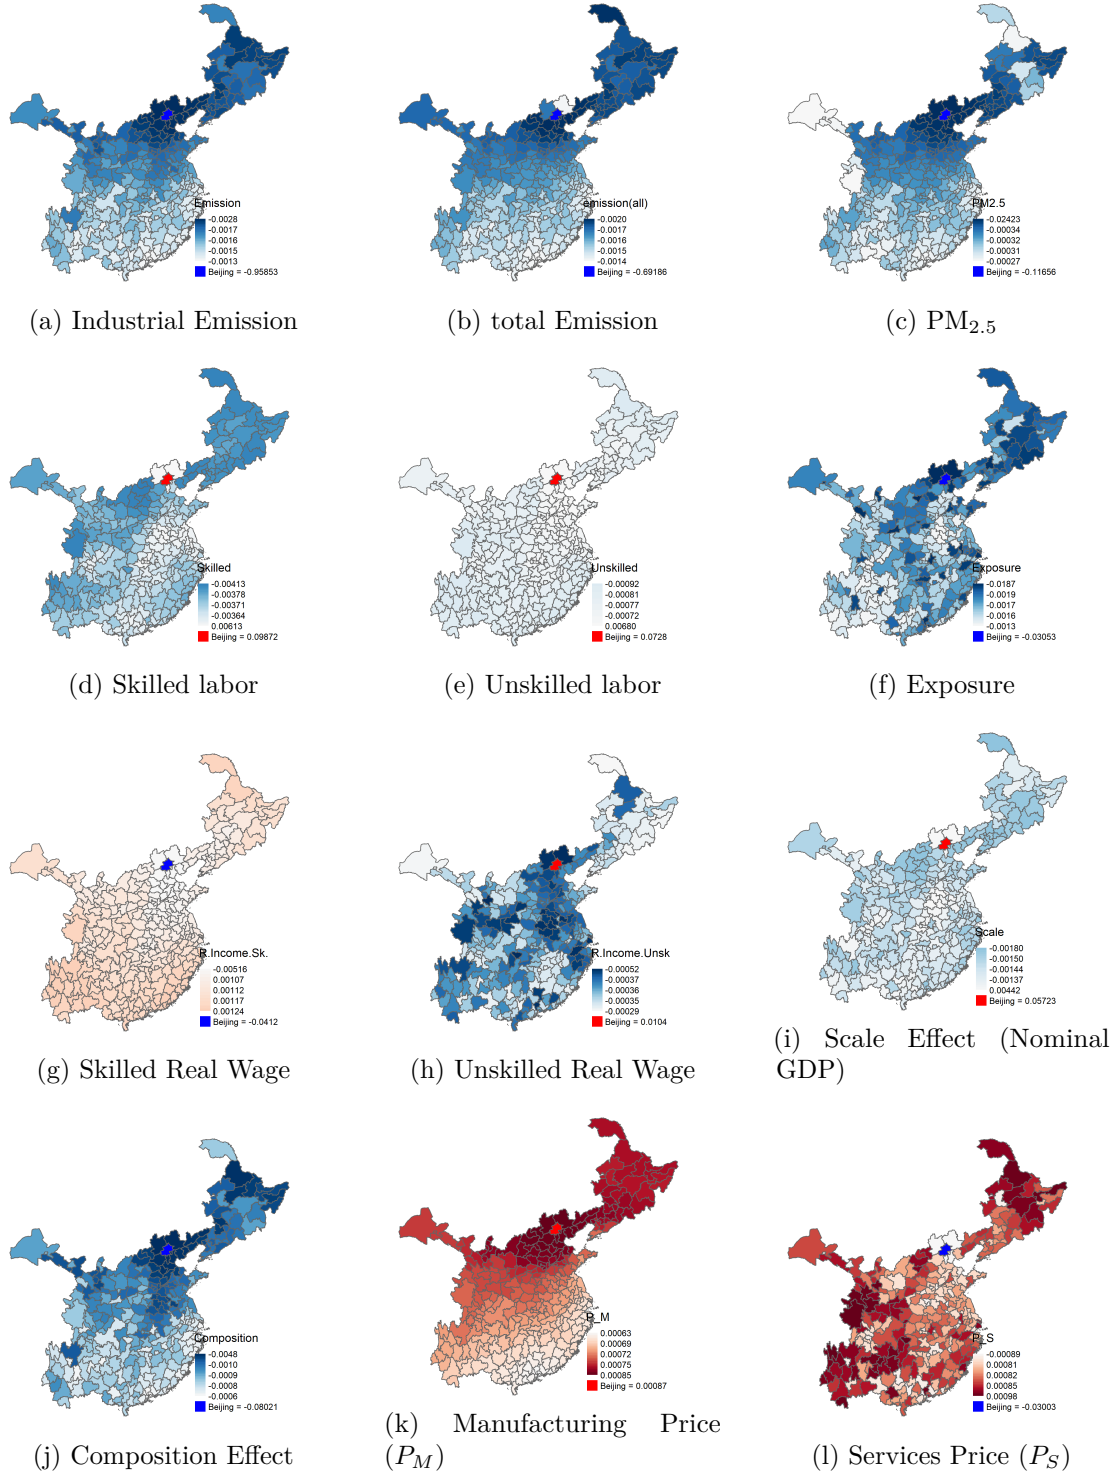 Emission
-0.0028
-0.0017
-0.0016
-0.0015
-0.0013
Beijing = -0.95853
(a) Industrial Emission
emission(all)
-0.0020
-0.0017
-0.0016
-0.0015
-0.0014
Beijing = -0.69186
(b) total Emission
PM2.5
-0.02423
-0.00034
-0.00032
-0.00031
-0.00027
Beijing = -0.11656
(c) PM2.5
Skilled
-0.00413
-0.00378
-0.00371
-0.00364
0.00613
Beijing = 0.09872
(d) Skilled labor
Unskilled
-0.00092
-0.00081
-0.00077
-0.00072
0.00680
Beijing = 0.0728
(e) Unskilled labor
Exposure
-0.0187
-0.0019
-0.0017
-0.0016
-0.0013
Beijing = -0.03053
(f) Exposure
R.Income.Sk.
-0.00516
0.00107
0.00112
0.00117
0.00124
Beijing = -0.0412
(g) Skilled Real Wage
R.Income.Unsk
-0.00052
-0.00037
-0.00036
-0.00035
-0.00029
Beijing = 0.0104
(h) Unskilled Real Wage
Scale
-0.00180
-0.00150
-0.00144
-0.00137
0.00442
Beijing = 0.05723
(i) Scale Effect (Nominal
GDP)
Composition
-0.0048
-0.0010
-0.0009
-0.0008
-0.0006
Beijing = -0.08021
(j) Composition Effect
P_M
0.00063
0.00069
0.00072
0.00075
0.00085
Beijing = 0.00087
(k) Manufacturing Price
(P_M)
P_S
-0.00089
0.00081
0.00082
0.00085
0.00098
Beijing = -0.03003
(l) Services Price (P_S)